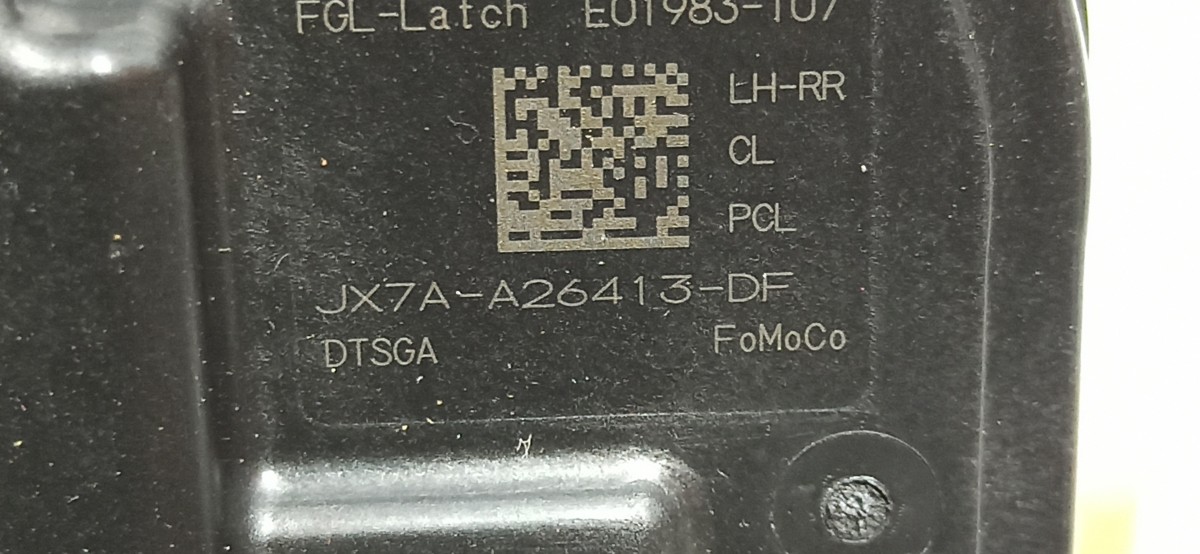 FGL-Latch E01983-107
LH-RR
CL
PCL
JX7A-A26413-DF
DTSGA FoMoCo